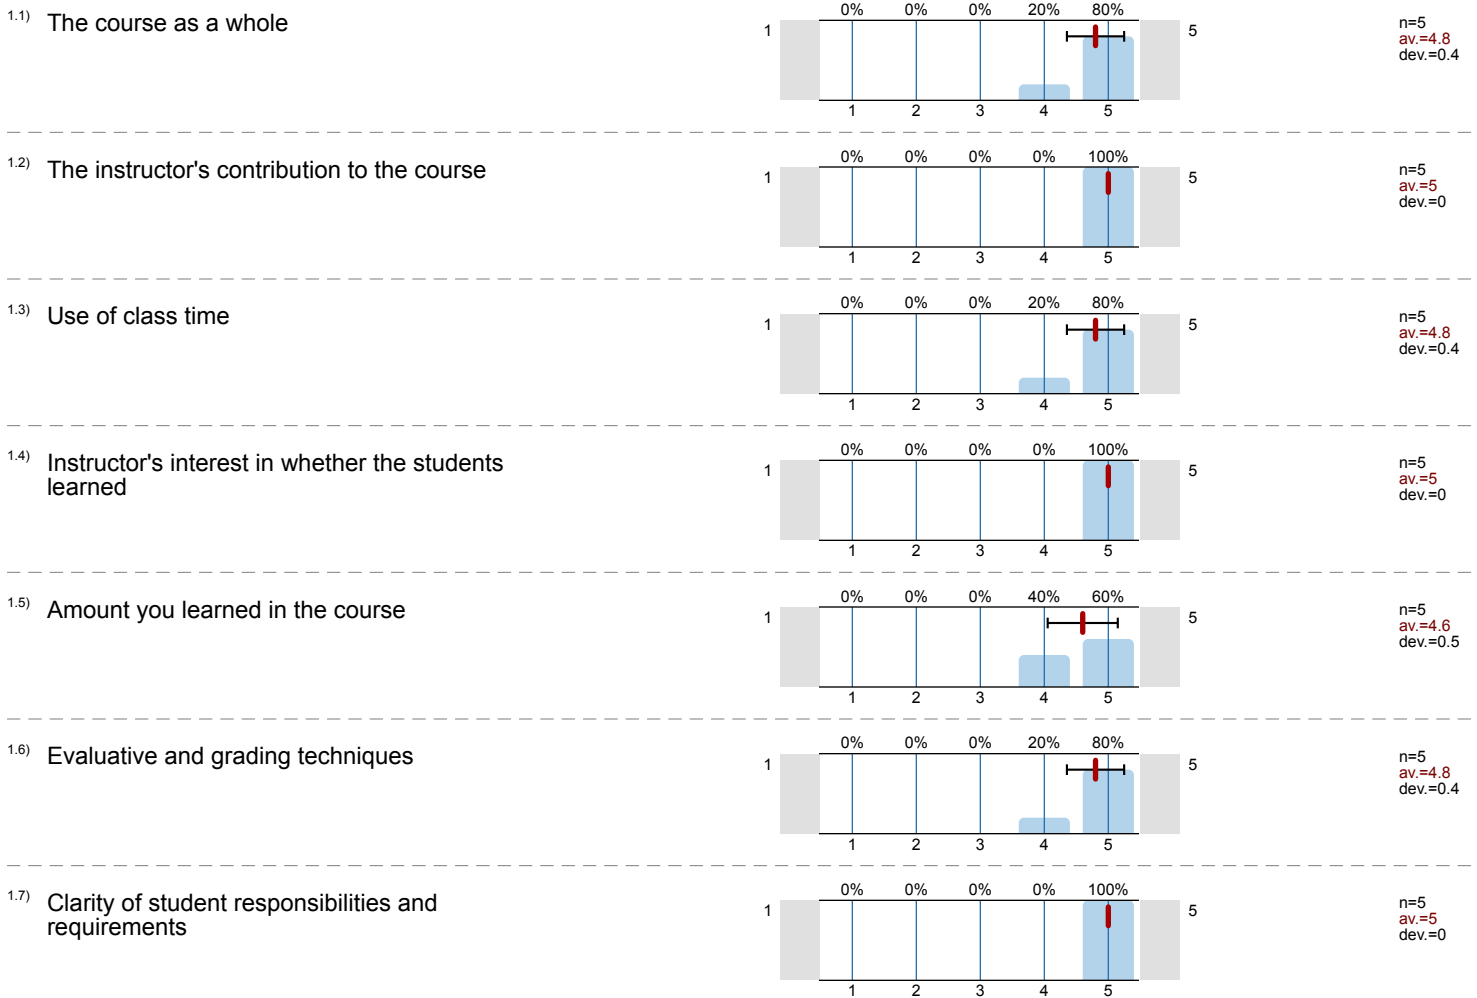 1.1) The course as a whole
0% 0% 0% 20% 80%
1 5
1 2 3 4 5
n=5
av.=4.8
dev.=0.4
1.2) The instructor's contribution to the course
0% 0% 0% 0% 100%
1 5
1 2 3 4 5
n=5
av.=5
dev.=0
1.3) Use of class time
0% 0% 0% 20% 80%
1 5
1 2 3 4 5
n=5
av.=4.8
dev.=0.4
1.4) Instructor's interest in whether the students
learned
0% 0% 0% 0% 100%
1 5
1 2 3 4 5
n=5
av.=5
dev.=0
1.5) Amount you learned in the course
0% 0% 0% 40% 60%
1 5
1 2 3 4 5
n=5
av.=4.6
dev.=0.5
1.6) Evaluative and grading techniques
0% 0% 0% 20% 80%
1 5
1 2 3 4 5
n=5
av.=4.8
dev.=0.4
1.7) Clarity of student responsibilities and
requirements
0% 0% 0% 0% 100%
1 5
1 2 3 4 5
n=5
av.=5
dev.=0